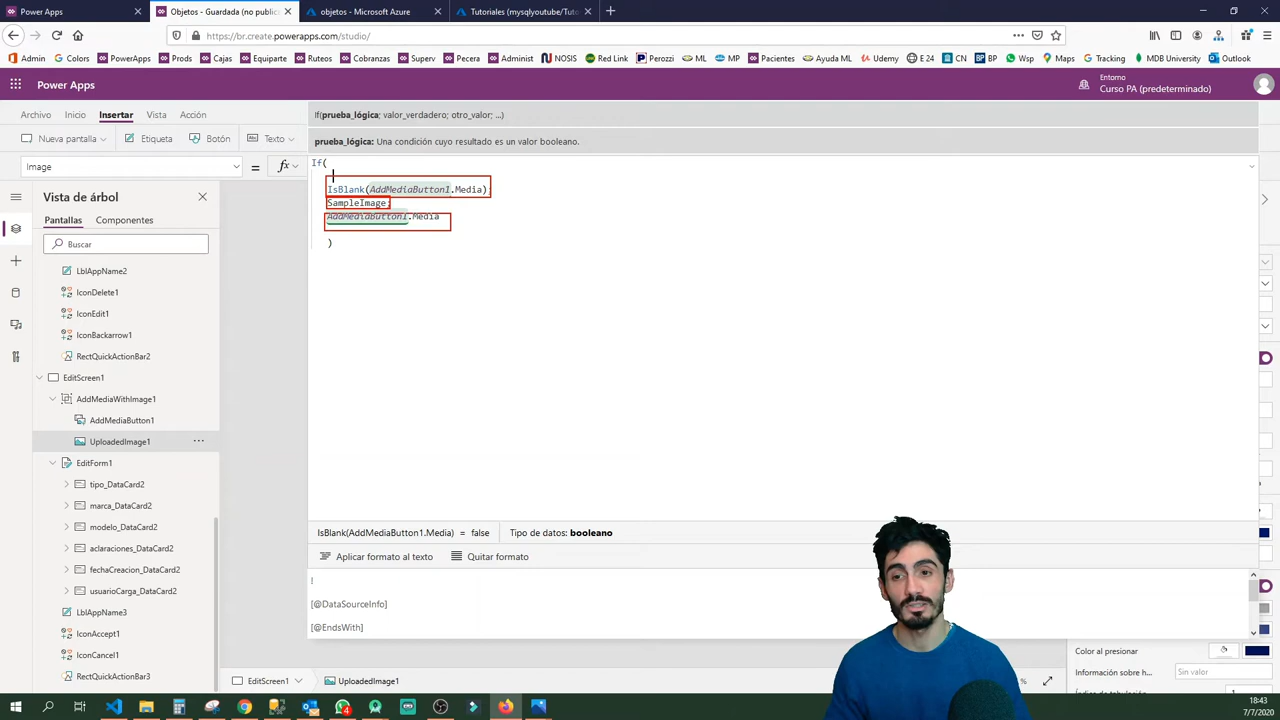 Power Apps
Objetos - Guardada (no public
objetos - Microsoft Azure
Tutoriales (mysqlyoutube/Tuto
https://br.create.powerapps.com/studio/
Admin
Colors
PowerApps
Prods
Cajas
Equiparte
Ruteos
Cobranzas
Superv
Pecera
Administ
NOSIS
Red Link
Perozzi
ML
MP
Pacientes
Ayuda ML
Udemy
E 24
CN
BP
Wsp
Maps
Tracking
MDB University
Outlook
Power Apps
Entorno
Curso PA (predeterminado)
Archivo
Inicio
Insertar
Vista
Acción
If(prueba_lógica; valor_verdadero; otro_valor; ...)
Nueva pantalla
Etiqueta
Botón
Texto
prueba_lógica: Una condición cuyo resultado es un valor booleano.
Image
=
fx
If(
IsBlank(AddMediaButton1.Media);
SampleImage;
AddMediaButton1.Media
)
Vista de árbol
Pantallas
Componentes
Buscar
LblAppName2
IconDelete1
IconEdit1
IconBackarrow1
RectQuickActionBar2
EditScreen1
AddMediaWithImage1
AddMediaButton1
UploadedImage1
EditForm1
tipo_DataCard2
marca_DataCard2
modelo_DataCard2
aclaraciones_DataCard2
fechaCreacion_DataCard2
usuarioCarga_DataCard2
LblAppName3
IconAccept1
IconCancel1
RectQuickActionBar3
IsBlank(AddMediaButton1.Media) = false
Tipo de datos: booleano
Aplicar formato al texto
Quitar formato
!
[@DataSourceInfo]
[@EndsWith]
Color al presionar
Información sobre h...
Sin valor
EditScreen1
UploadedImage1
%
18:43
7/7/2020